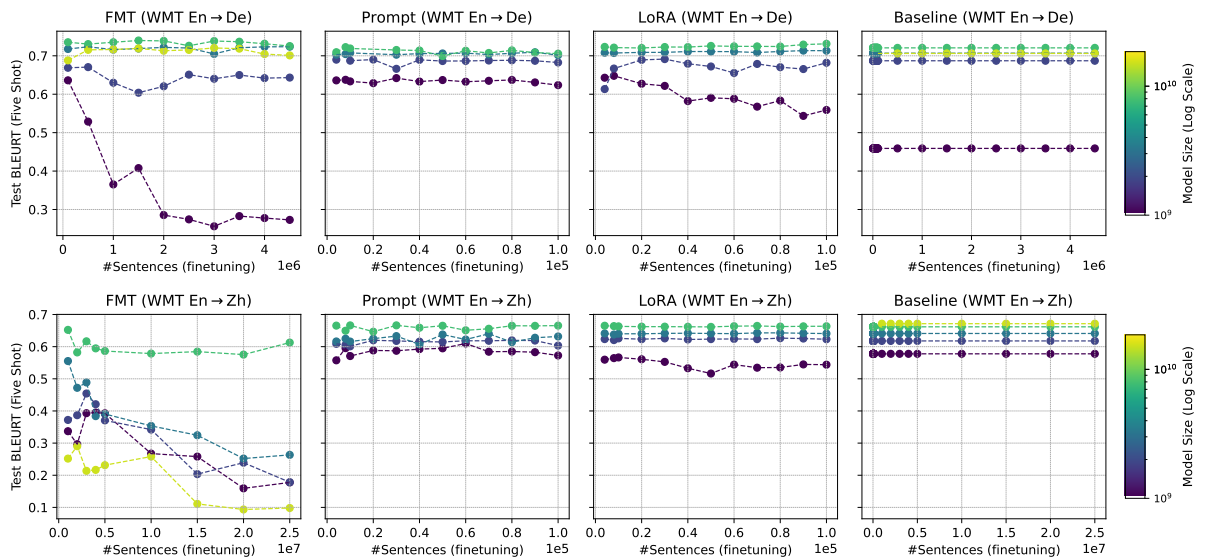 FMT (WMT En→De)
Prompt (WMT En→De)
LoRA (WMT En→De)
Baseline (WMT En→De)
Test BLEURT (Five Shot)
0.7
0.6
0.5
0.4
0.3
0 1 2 3 4
1e6
#Sentences (finetuning)
0.0 0.2 0.4 0.6 0.8 1.0
1e5
#Sentences (finetuning)
0.0 0.2 0.4 0.6 0.8 1.0
1e5
#Sentences (finetuning)
0 1 2 3 4
1e6
#Sentences (finetuning)
10^10
10^9
Model Size (Log Scale)
FMT (WMT En→Zh)
Prompt (WMT En→Zh)
LoRA (WMT En→Zh)
Baseline (WMT En→Zh)
Test BLEURT (Five Shot)
0.7
0.6
0.5
0.4
0.3
0.2
0.1
0.0 0.5 1.0 1.5 2.0 2.5
1e7
#Sentences (finetuning)
0.0 0.2 0.4 0.6 0.8 1.0
1e5
#Sentences (finetuning)
0.0 0.2 0.4 0.6 0.8 1.0
1e5
#Sentences (finetuning)
0.0 0.5 1.0 1.5 2.0 2.5
1e7
#Sentences (finetuning)
10^10
10^9
Model Size (Log Scale)